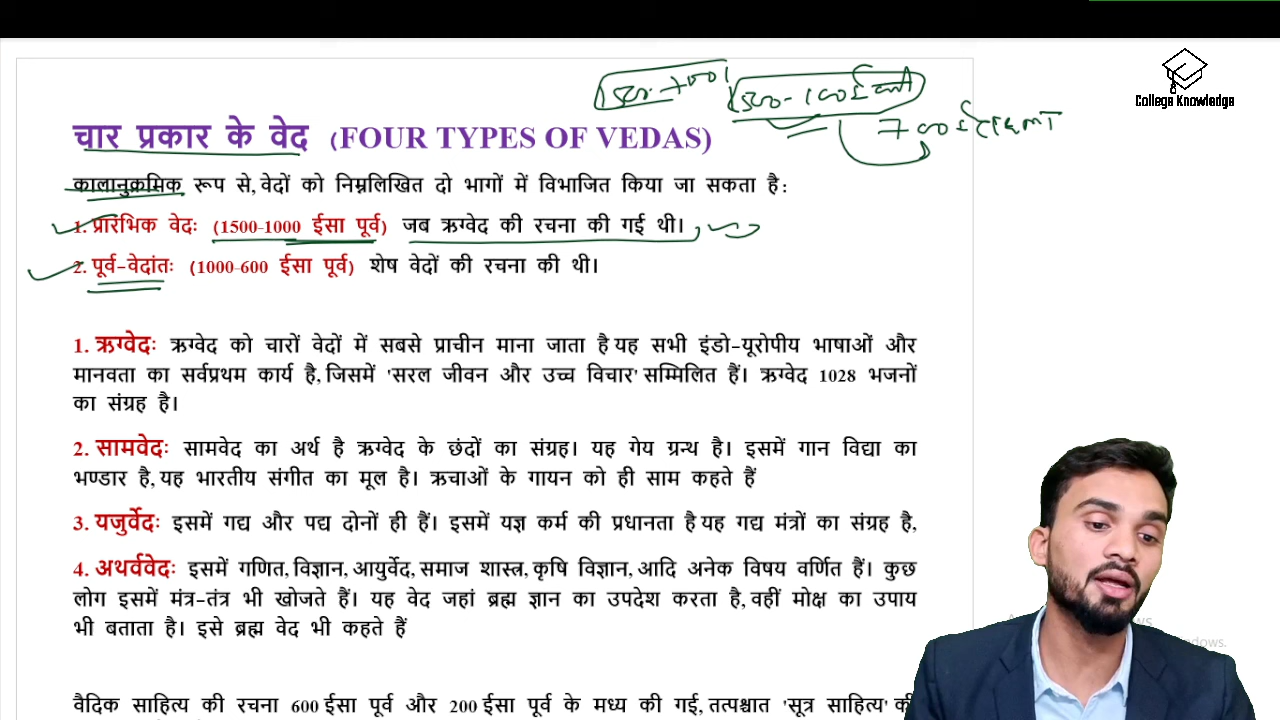 College Knowledge
चार प्रकार के वेद (FOUR TYPES OF VEDAS)
कालानुक्रमिक रूप से, वेदों को निम्नलिखित दो भागों में विभाजित किया जा सकता है:
1. प्रारंभिक वेदः (1500-1000 ईसा पूर्व) जब ऋग्वेद की रचना की गई थी।
2. पूर्व-वेदांतः (1000-600 ईसा पूर्व) शेष वेदों की रचना की थी।
1. ऋग्वेदः ऋग्वेद को चारों वेदों में सबसे प्राचीन माना जाता है यह सभी इंडो-यूरोपीय भाषाओं और
मानवता का सर्वप्रथम कार्य है, जिसमें 'सरल जीवन और उच्च विचार' सम्मिलित हैं। ऋग्वेद 1028 भजनों
का संग्रह है।
2. सामवेदः सामवेद का अर्थ है ऋग्वेद के छंदों का संग्रह। यह गेय ग्रन्थ है। इसमें गान विद्या का
भण्डार है, यह भारतीय संगीत का मूल है। ऋचाओं के गायन को ही साम कहते हैं
3. यजुर्वेदः इसमें गद्य और पद्य दोनों ही हैं। इसमें यज्ञ कर्म की प्रधानता है यह गद्य मंत्रों का संग्रह है,
4. अथर्ववेदः इसमें गणित, विज्ञान, आयुर्वेद, समाज शास्त्र, कृषि विज्ञान, आदि अनेक विषय वर्णित हैं। कुछ
लोग इसमें मंत्र-तंत्र भी खोजते हैं। यह वेद जहां ब्रह्म ज्ञान का उपदेश करता है, वहीं मोक्ष का उपाय
भी बताता है। इसे ब्रह्म वेद भी कहते हैं
वैदिक साहित्य की रचना 600 ईसा पूर्व और 200 ईसा पूर्व के मध्य की गई, तत्पश्चात 'सूत्र साहित्य' की